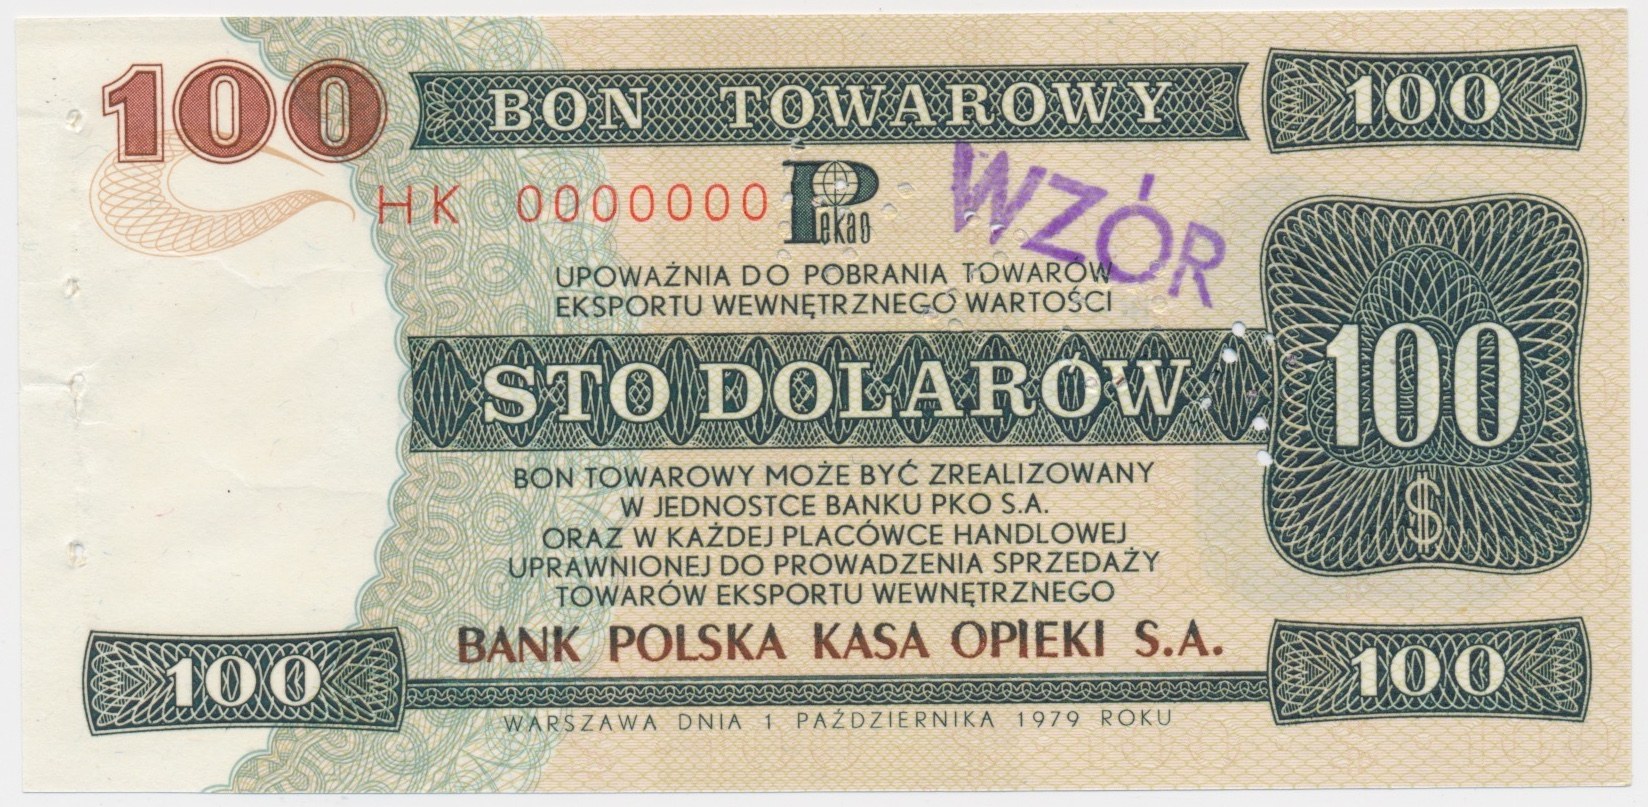 100 BON TOWAROWY 100
HK 0000000 Pekao
WZÓR
UPOWAŻNIA DO POBRANIA TOWARÓW
EKSPORTU WEWNĘTRZNEGO WARTOŚCI
STO DOLARÓW
100
$
BON TOWAROWY MOŻE BYĆ ZREALIZOWANY
W JEDNOSTCE BANKU PKO S.A.
ORAZ W KAŻDEJ PLACÓWCE HANDLOWEJ
UPRAWNIONEJ DO PROWADZENIA SPRZEDAŻY
TOWARÓW EKSPORTU WEWNĘTRZNEGO
BANK POLSKA KASA OPIEKI S.A.
100 100
WARSZAWA DNIA 1 PAŹDZIERNIKA 1979 ROKU